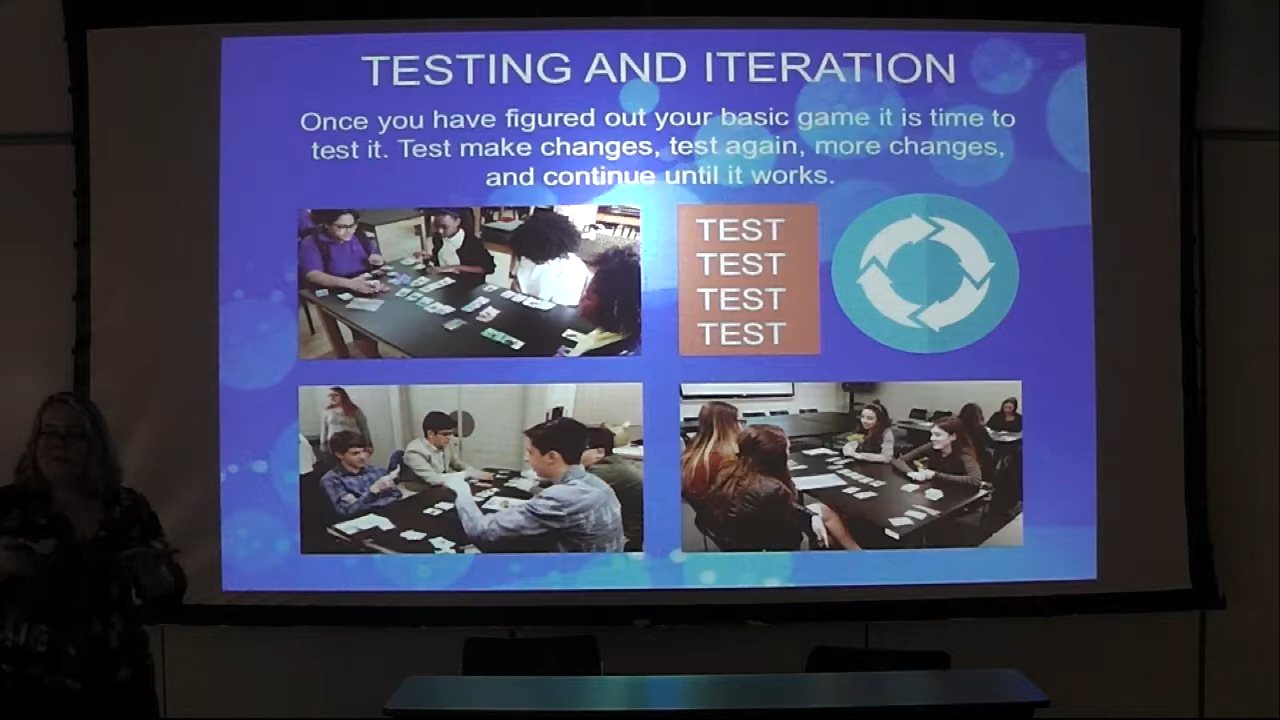 TESTING AND ITERATION
Once you have figured out your basic game it is time to
test it. Test make changes, test again, more changes,
and continue until it works.
TEST
TEST
TEST
TEST